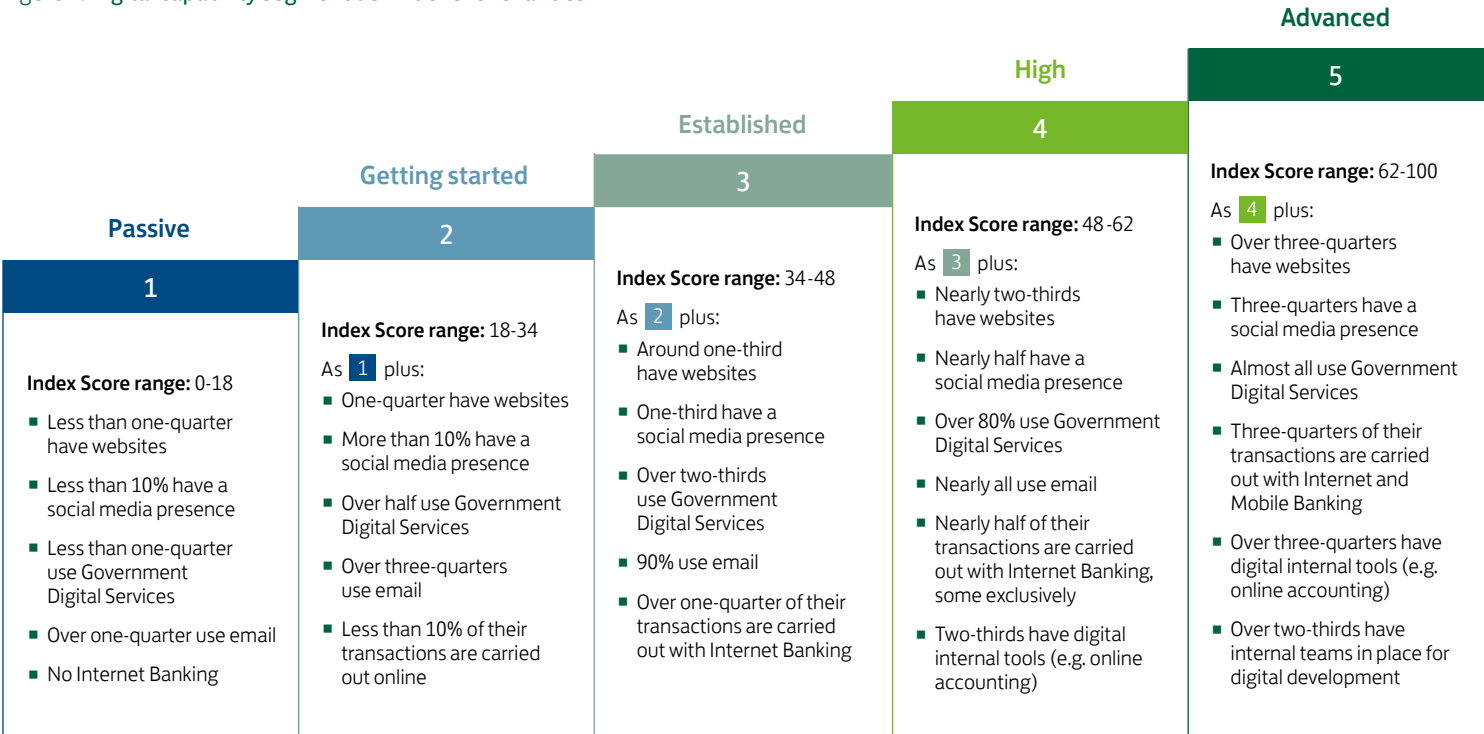 Passive
1
Index Score range: 0-18
■ Less than one-quarter
have websites
■ Less than 10% have a
social media presence
■ Less than one-quarter
use Government
Digital Services
■ Over one-quarter use email
■ No Internet Banking
Getting started
2
Index Score range: 18-34
As 1 plus:
■ One-quarter have websites
■ More than 10% have a
social media presence
■ Over half use Government
Digital Services
■ Over three-quarters
use email
■ Less than 10% of their
transactions are carried
out online
Established
3
Index Score range: 34-48
As 2 plus:
■ Around one-third
have websites
■ One-third have a
social media presence
■ Over two-thirds
use Government
Digital Services
■ 90% use email
■ Over one-quarter of their
transactions are carried
out with Internet Banking
High
4
Index Score range: 48-62
As 3 plus:
■ Nearly two-thirds
have websites
■ Nearly half have a
social media presence
■ Over 80% use Government
Digital Services
■ Nearly all use email
■ Nearly half of their
transactions are carried
out with Internet Banking,
some exclusively
■ Two-thirds have digital
internal tools (e.g. online
accounting)
Advanced
5
Index Score range: 62-100
As 4 plus:
■ Over three-quarters
have websites
■ Three-quarters have a
social media presence
■ Almost all use Government
Digital Services
■ Three-quarters of their
transactions are carried
out with Internet and
Mobile Banking
■ Over three-quarters have
digital internal tools (e.g.
online accounting)
■ Over two-thirds have
internal teams in place for
digital development